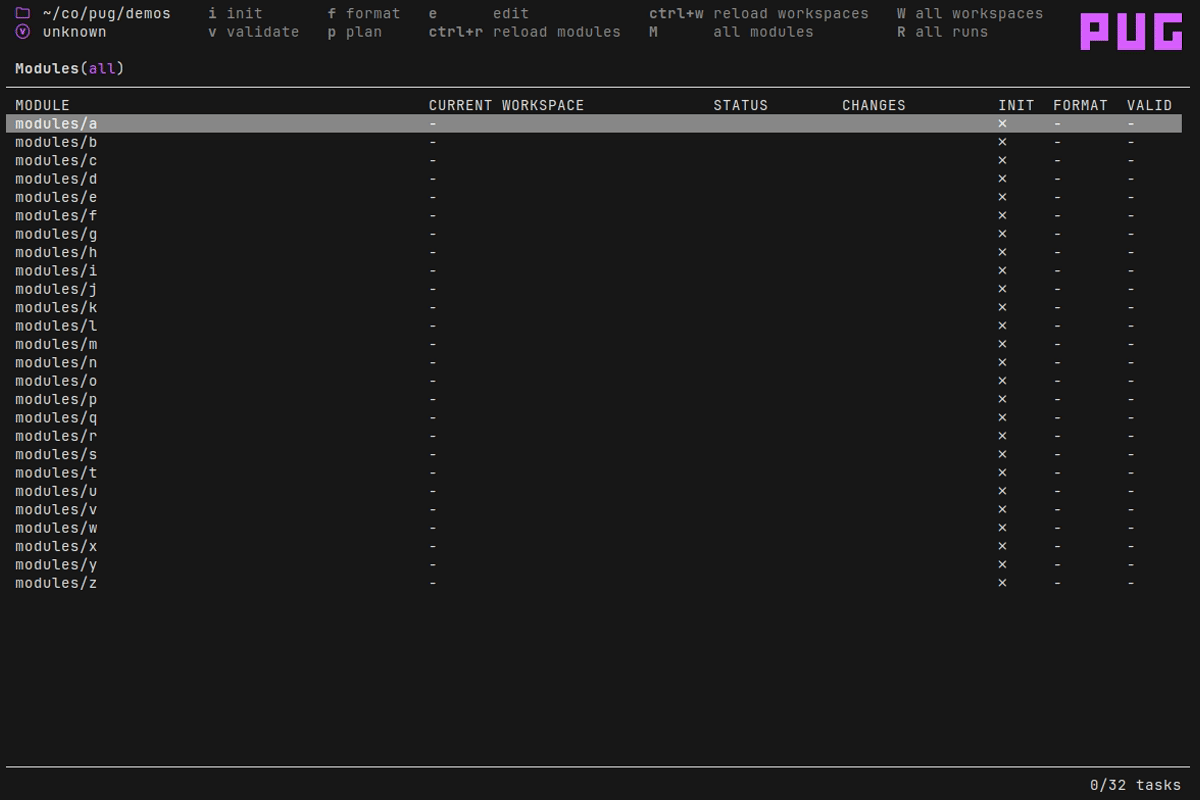 ~/co/pug/demos i init f format e edit ctrl+w reload workspaces W all workspaces
unknown v validate p plan ctrl+r reload modules M all modules R all runs
PUG
Modules(all)
MODULE CURRENT WORKSPACE STATUS CHANGES INIT FORMAT VALID
modules/a - × - -
modules/b - × - -
modules/c - × - -
modules/d - × - -
modules/e - × - -
modules/f - × - -
modules/g - × - -
modules/h - × - -
modules/i - × - -
modules/j - × - -
modules/k - × - -
modules/l - × - -
modules/m - × - -
modules/n - × - -
modules/o - × - -
modules/p - × - -
modules/q - × - -
modules/r - × - -
modules/s - × - -
modules/t - × - -
modules/u - × - -
modules/v - × - -
modules/w - × - -
modules/x - × - -
modules/y - × - -
modules/z - × - -
0/32 tasks